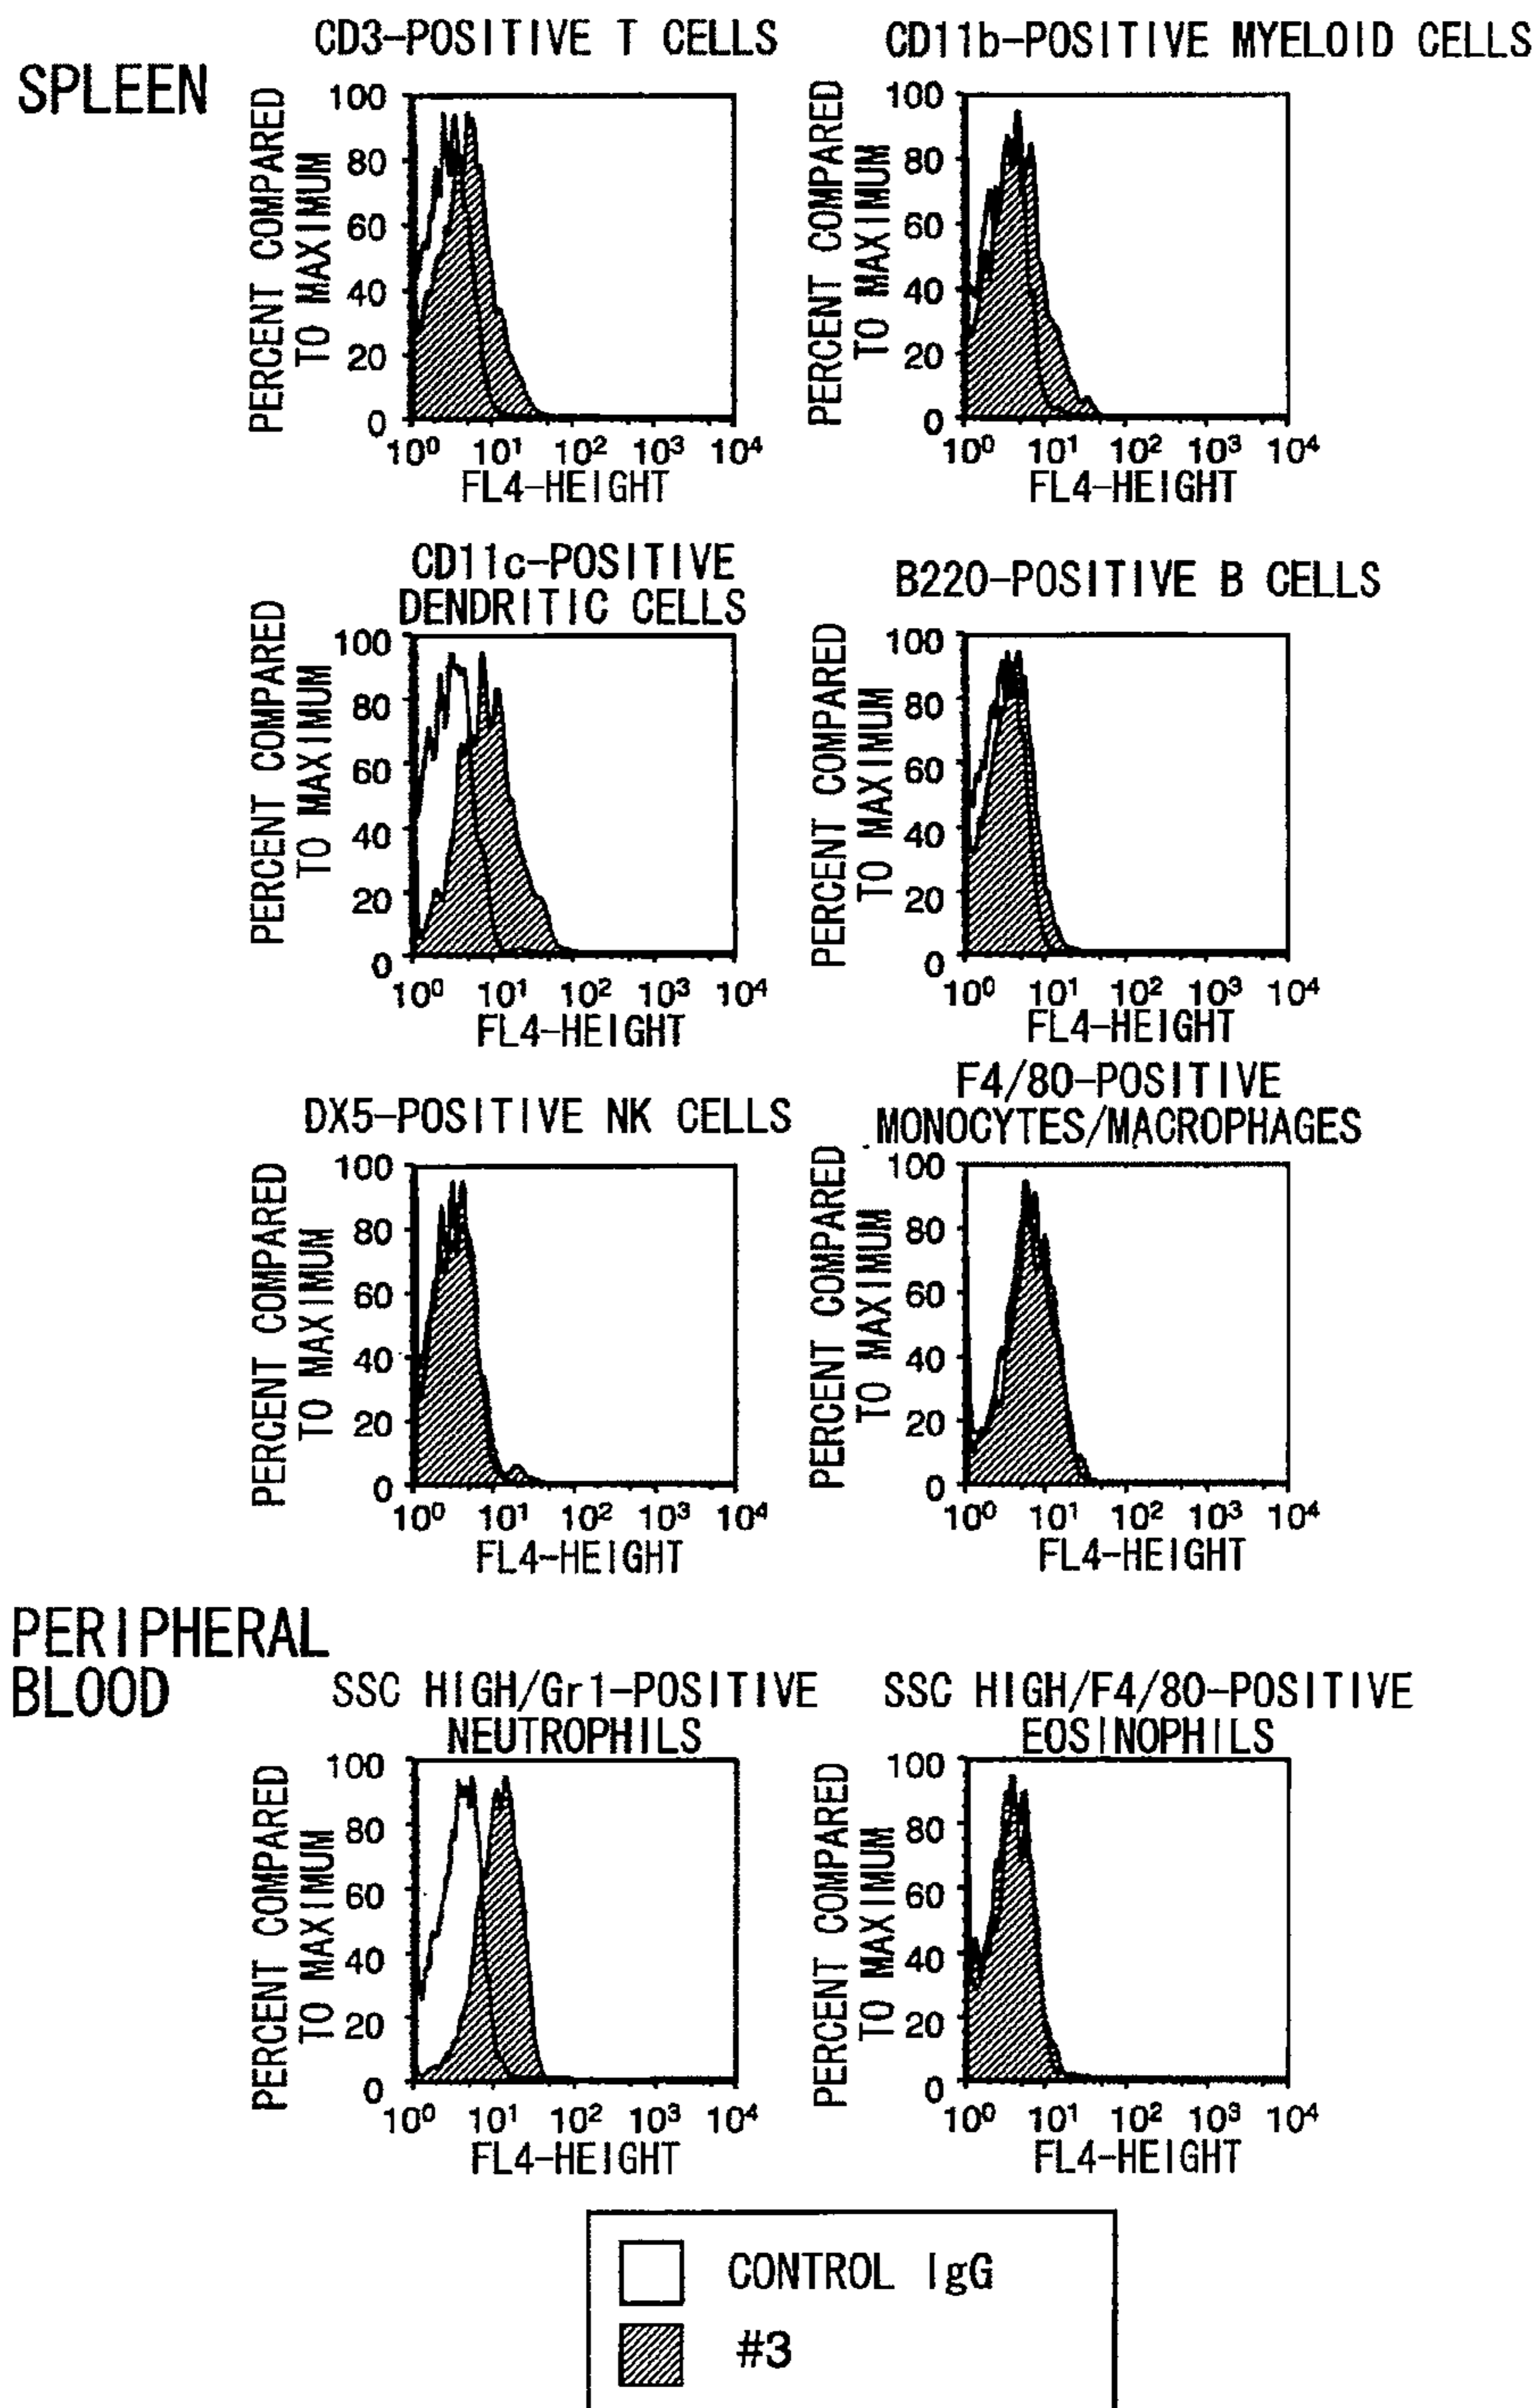 SPLEEN
CD3-POSITIVE T CELLS
PERCENT COMPARED
TO MAXIMUM
100
80
60
40
20
0
10⁰ 10¹ 10² 10³ 10⁴
FL4-HEIGHT
CD11b-POSITIVE MYELOID CELLS
PERCENT COMPARED
TO MAXIMUM
100
80
60
40
20
0
10⁰ 10¹ 10² 10³ 10⁴
FL4-HEIGHT
CD11c-POSITIVE
DENDRITIC CELLS
PERCENT COMPARED
TO MAXIMUM
100
80
60
40
20
0
10⁰ 10¹ 10² 10³ 10⁴
FL4-HEIGHT
B220-POSITIVE B CELLS
PERCENT COMPARED
TO MAXIMUM
100
80
60
40
20
0
10⁰ 10¹ 10² 10³ 10⁴
FL4-HEIGHT
DX5-POSITIVE NK CELLS
PERCENT COMPARED
TO MAXIMUM
100
80
60
40
20
0
10⁰ 10¹ 10² 10³ 10⁴
FL4-HEIGHT
F4/80-POSITIVE
MONOCYTES/MACROPHAGES
PERCENT COMPARED
TO MAXIMUM
100
80
60
40
20
0
10⁰ 10¹ 10² 10³ 10⁴
FL4-HEIGHT
PERIPHERAL
BLOOD
SSC HIGH/Gr1-POSITIVE
NEUTROPHILS
PERCENT COMPARED
TO MAXIMUM
100
80
60
40
20
0
10⁰ 10¹ 10² 10³ 10⁴
FL4-HEIGHT
SSC HIGH/F4/80-POSITIVE
EOSINOPHILS
PERCENT COMPARED
TO MAXIMUM
100
80
60
40
20
0
10⁰ 10¹ 10² 10³ 10⁴
FL4-HEIGHT
CONTROL IgG
#3